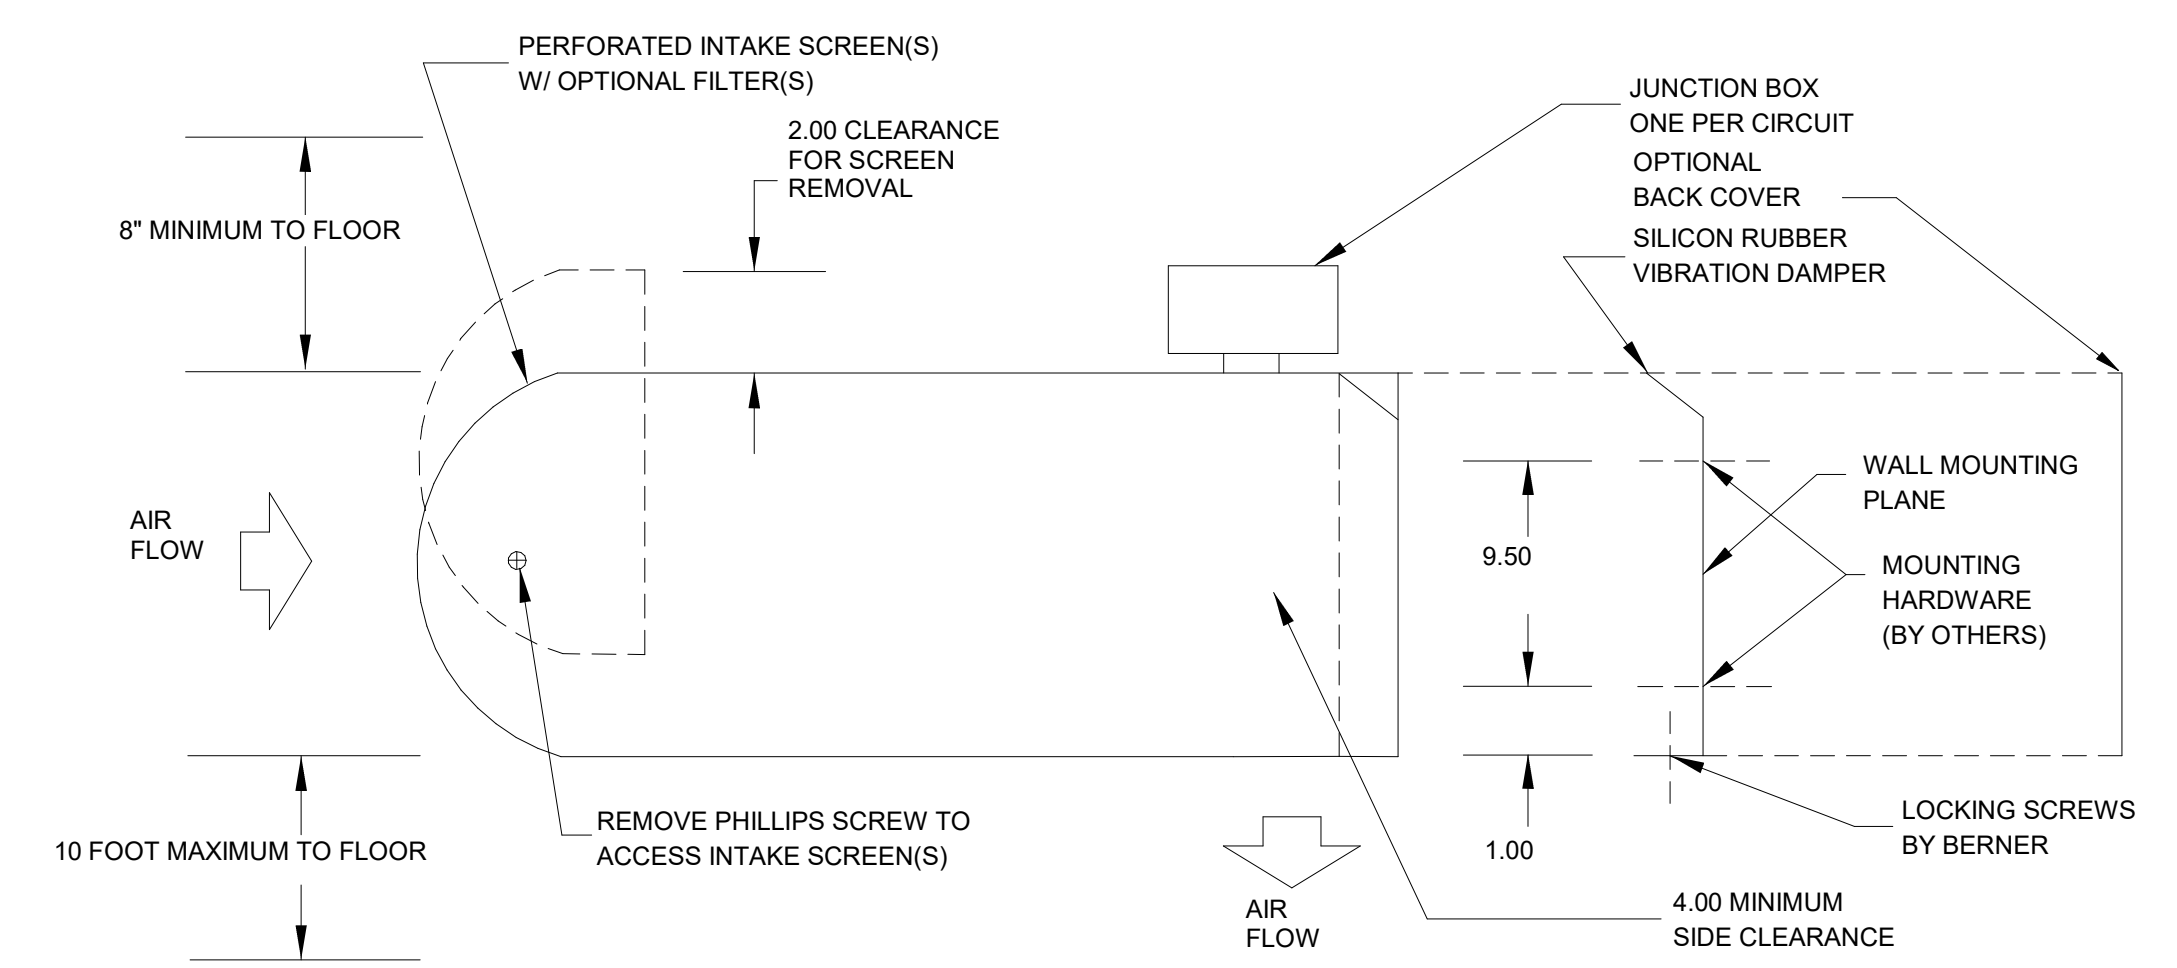 PERFORATED INTAKE SCREEN(S)
W/ OPTIONAL FILTER(S)
2.00 CLEARANCE
FOR SCREEN
REMOVAL
JUNCTION BOX
ONE PER CIRCUIT
OPTIONAL
BACK COVER
SILICON RUBBER
VIBRATION DAMPER
8" MINIMUM TO FLOOR
AIR
FLOW
9.50
WALL MOUNTING
PLANE
MOUNTING
HARDWARE
(BY OTHERS)
REMOVE PHILLIPS SCREW TO
ACCESS INTAKE SCREEN(S)
10 FOOT MAXIMUM TO FLOOR
1.00
LOCKING SCREWS
BY BERNER
AIR
FLOW
4.00 MINIMUM
SIDE CLEARANCE